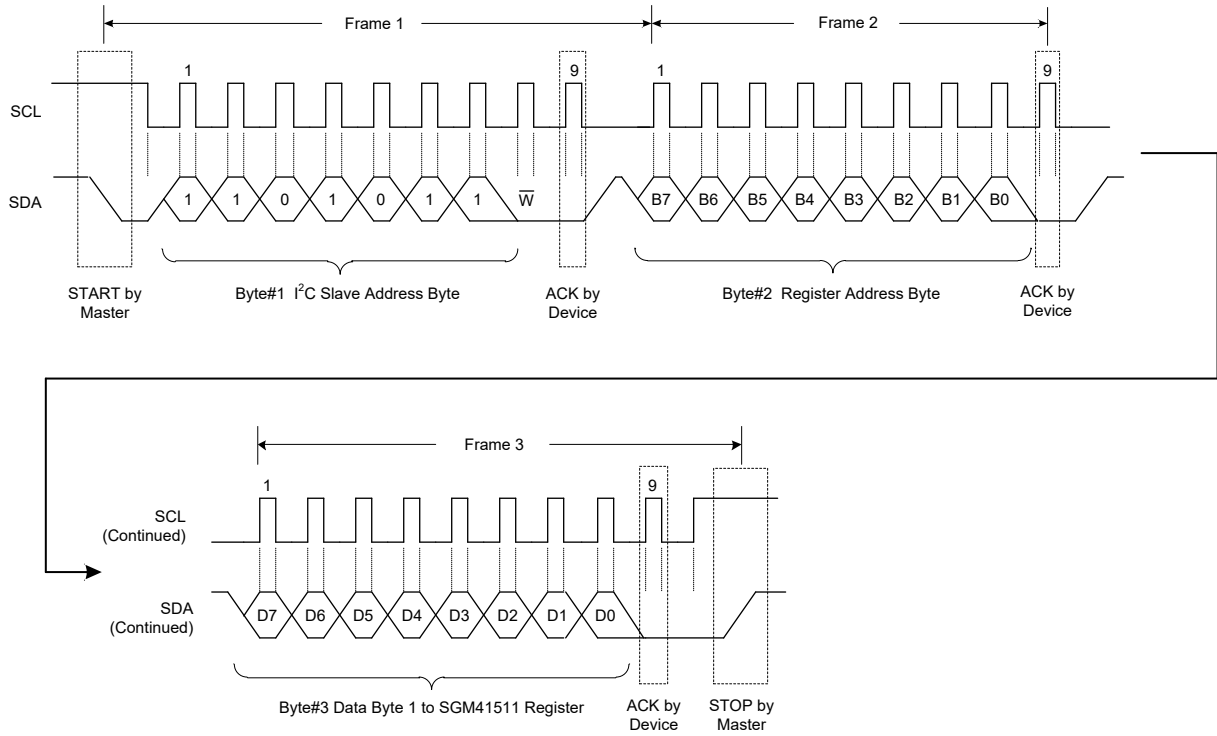 Frame 1
Frame 2
1
9
1
9
SCL
SDA
1
1
0
1
0
1
1
W̅
B7
B6
B5
B4
B3
B2
B1
B0
START by
Master
Byte#1 I²C Slave Address Byte
ACK by
Device
Byte#2 Register Address Byte
ACK by
Device
Frame 3
1
9
SCL
(Continued)
SDA
(Continued)
D7
D6
D5
D4
D3
D2
D1
D0
Byte#3 Data Byte 1 to SGM41511 Register
ACK by
Device
STOP by
Master